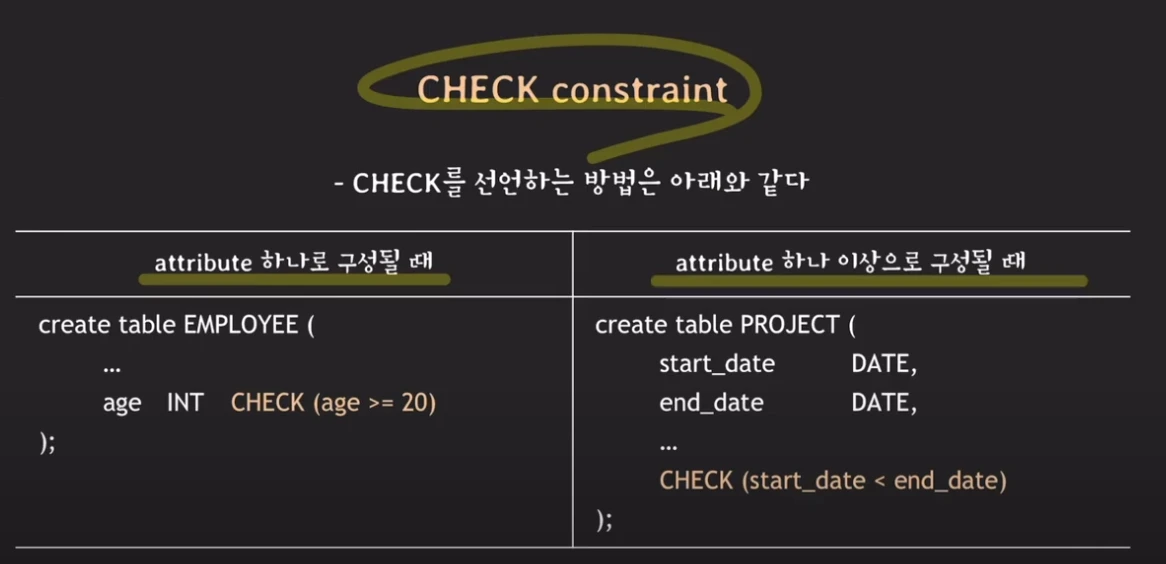 CHECK constraint
- CHECK를 선언하는 방법은 아래와 같다
attribute 하나로 구성될 때
attribute 하나 이상으로 구성될 때
create table EMPLOYEE (
...
age INT CHECK (age >= 20)
);
create table PROJECT (
start_date DATE,
end_date DATE,
...
CHECK (start_date < end_date)
);